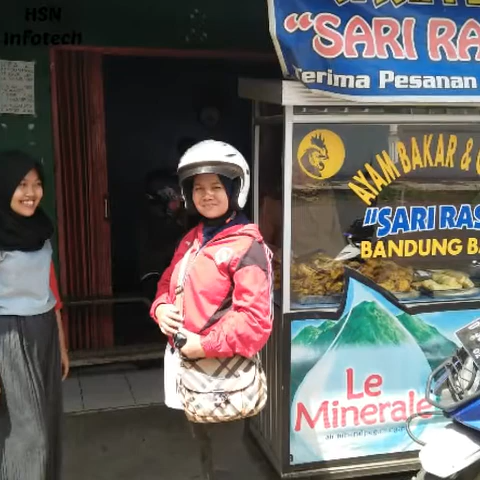 HSN
Infotech
"SARI RA
Terima Pesanan
AYAM BAKAR &
"SARI RAS
BANDUNG BA
Le
Minerale